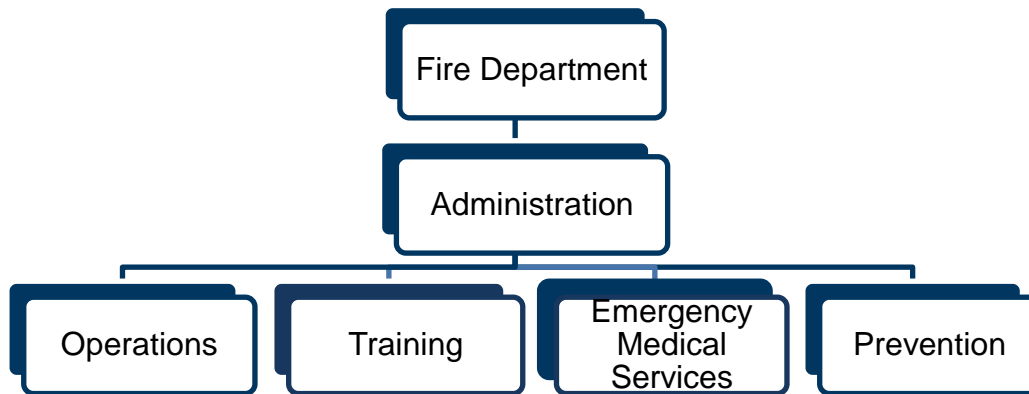 Fire Department
Administration
Operations
Training
Emergency
Medical
Services
Prevention